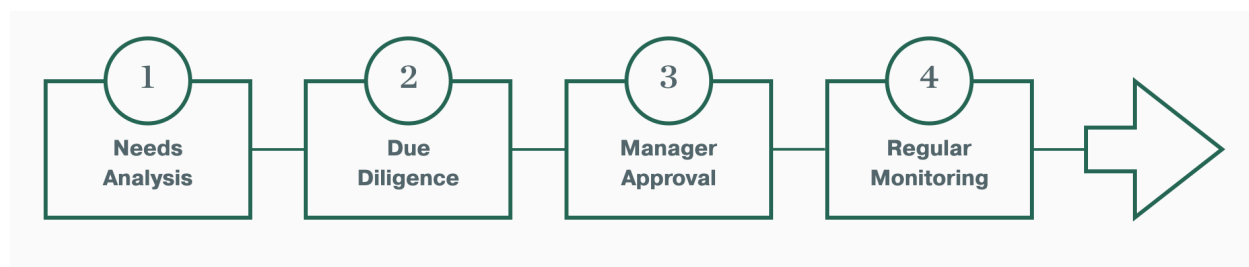 1
Needs
Analysis
2
Due
Diligence
3
Manager
Approval
4
Regular
Monitoring